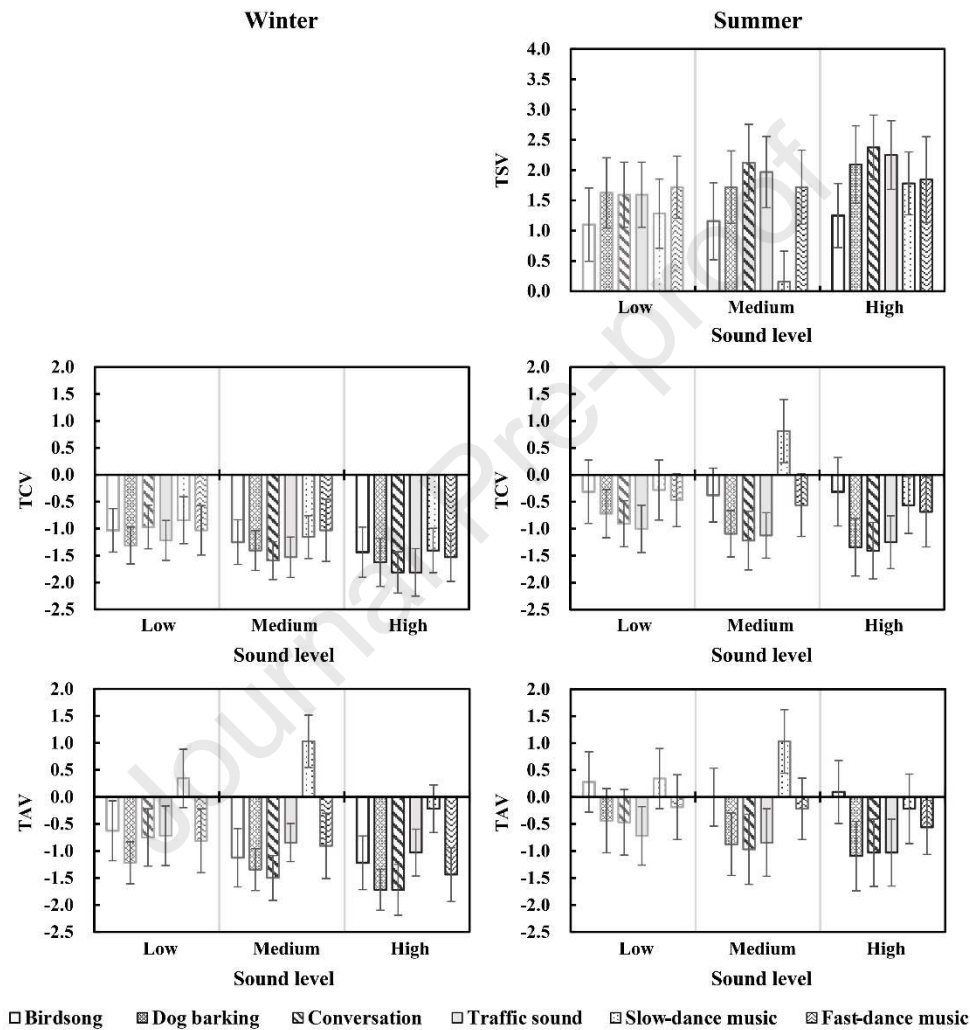 Winter
Summer
4.0
3.5
3.0
2.5
2.0
1.5
1.0
0.5
0.0
TSV
Low Medium High
Sound level
2.0
1.5
1.0
0.5
0.0
-0.5
-1.0
-1.5
-2.0
-2.5
TCV
Low Medium High
Sound level
2.0
1.5
1.0
0.5
0.0
-0.5
-1.0
-1.5
-2.0
-2.5
TCV
Low Medium High
Sound level
2.0
1.5
1.0
0.5
0.0
-0.5
-1.0
-1.5
-2.0
-2.5
TAV
Low Medium High
Sound level
2.0
1.5
1.0
0.5
0.0
-0.5
-1.0
-1.5
-2.0
-2.5
TAV
Low Medium High
Sound level
Birdsong Dog barking Conversation Traffic sound Slow-dance music Fast-dance music
Journal Pre-proof